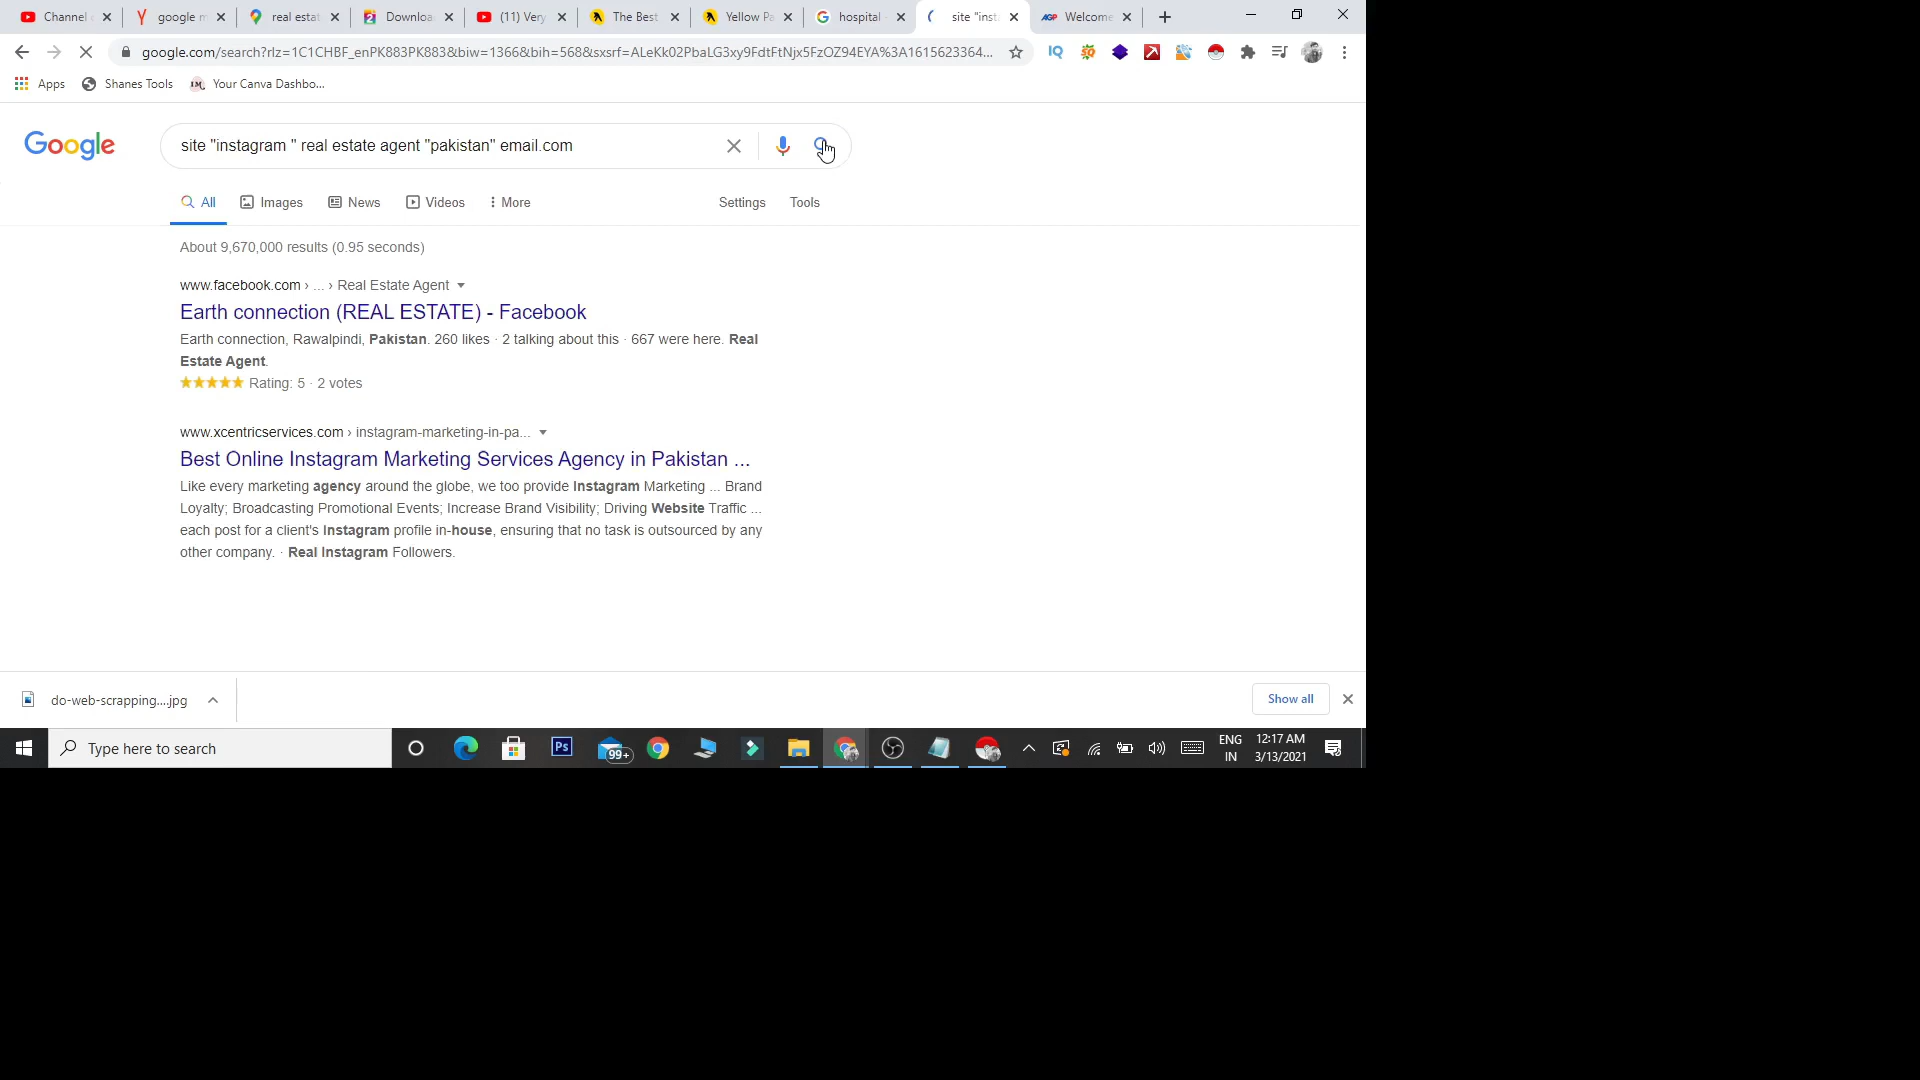 Channel
google m
real estat
Downloa
(11) Very
The Best
Yellow Pa
hospital -
site "inst
AGP Welcome
google.com/search?rlz=1C1CHBF_enPK883PK883&biw=1366&bih=568&sxsrf=ALeKk02PbaLG3xy9FdtFtNjx5FzOZ94EYA%3A1615623364...
IQ
Apps
Shanes Tools
Your Canva Dashbo...
Google
site "instagram " real estate agent "pakistan" email.com
All
Images
News
Videos
More
Settings
Tools
About 9,670,000 results (0.95 seconds)
www.facebook.com › ... › Real Estate Agent
Earth connection (REAL ESTATE) - Facebook
Earth connection, Rawalpindi, Pakistan. 260 likes · 2 talking about this · 667 were here. Real
Estate Agent.
Rating: 5 · 2 votes
www.xcentricservices.com › instagram-marketing-in-pa...
Best Online Instagram Marketing Services Agency in Pakistan ...
Like every marketing agency around the globe, we too provide Instagram Marketing ... Brand
Loyalty; Broadcasting Promotional Events; Increase Brand Visibility; Driving Website Traffic ...
each post for a client's Instagram profile in-house, ensuring that no task is outsourced by any
other company. · Real Instagram Followers.
do-web-scrapping....jpg
Show all
Type here to search
Ps
99+
ENG
IN
12:17 AM
3/13/2021